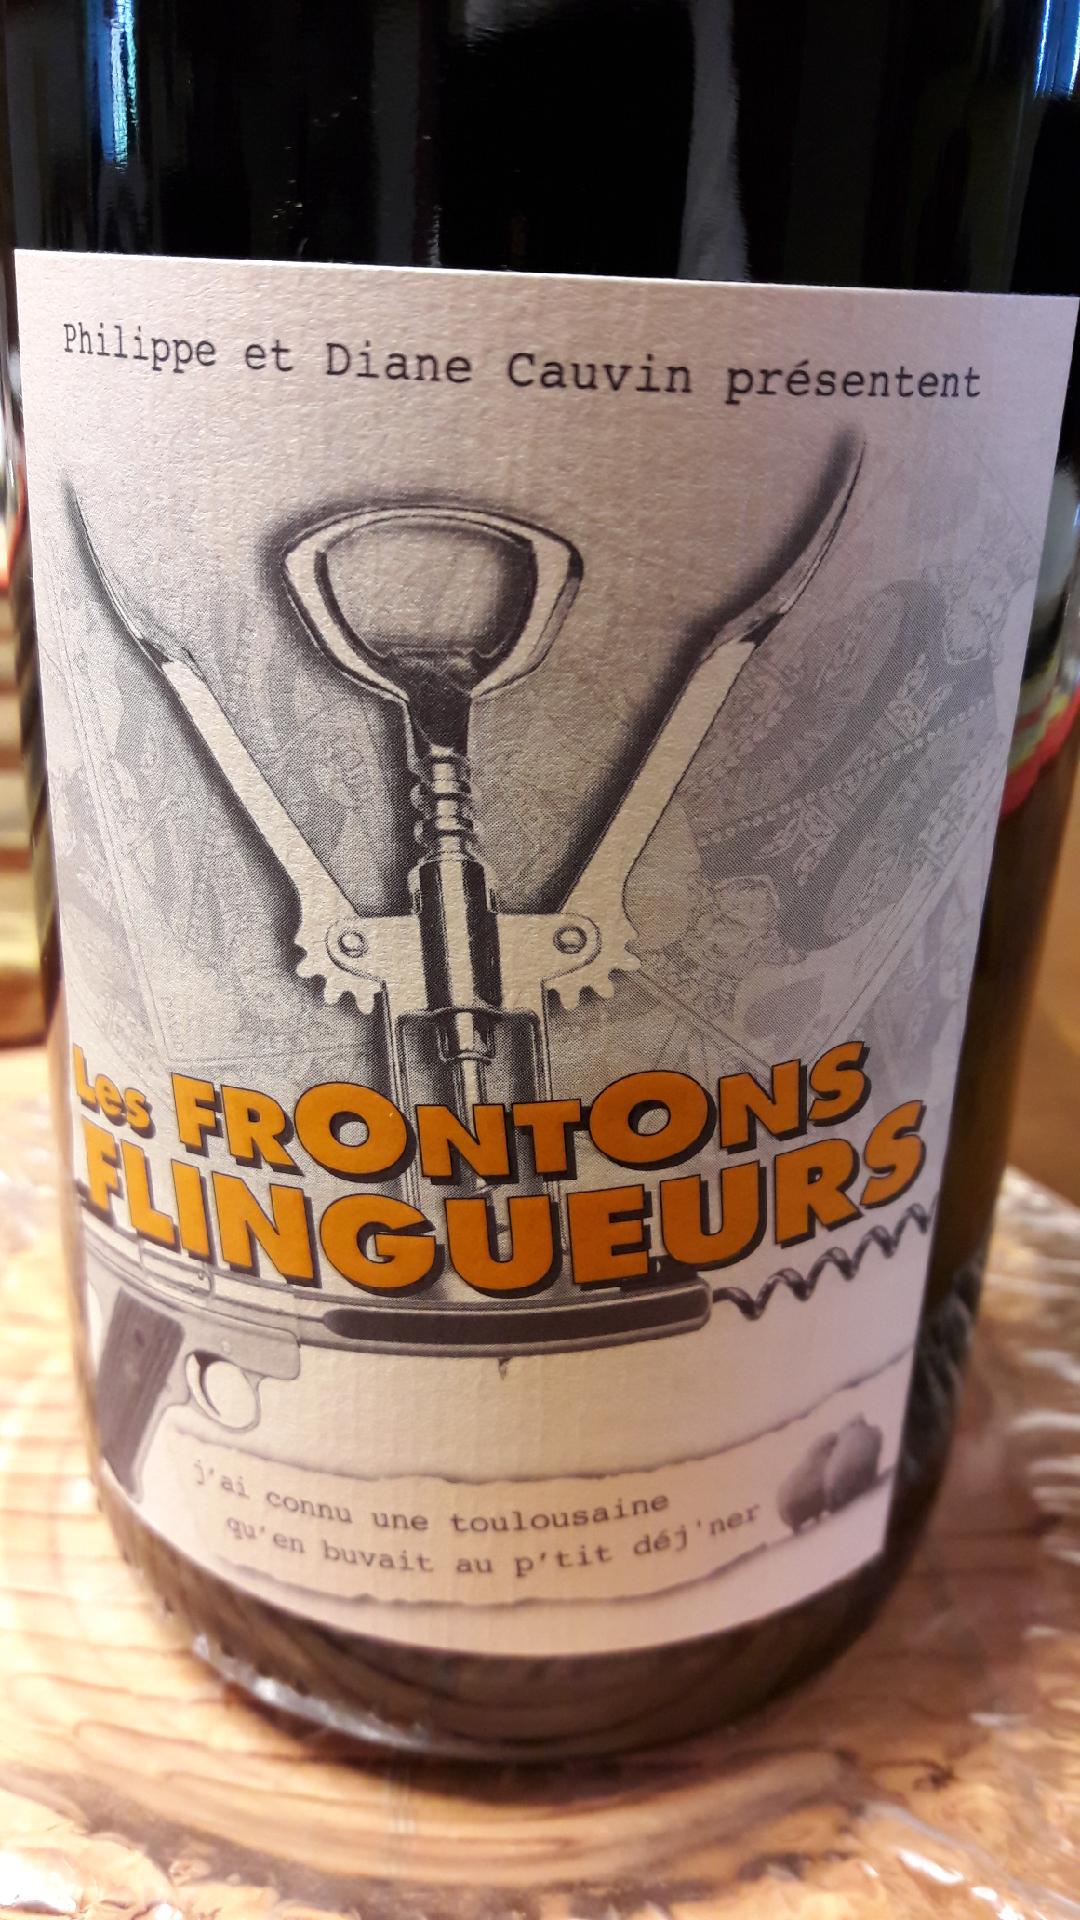 Philippe et Diane Cauvin présentent
Les FRONTONS
FLINGUEURS
j'ai connu une toulousaine
qu'en buvait au p'tit déj'ner